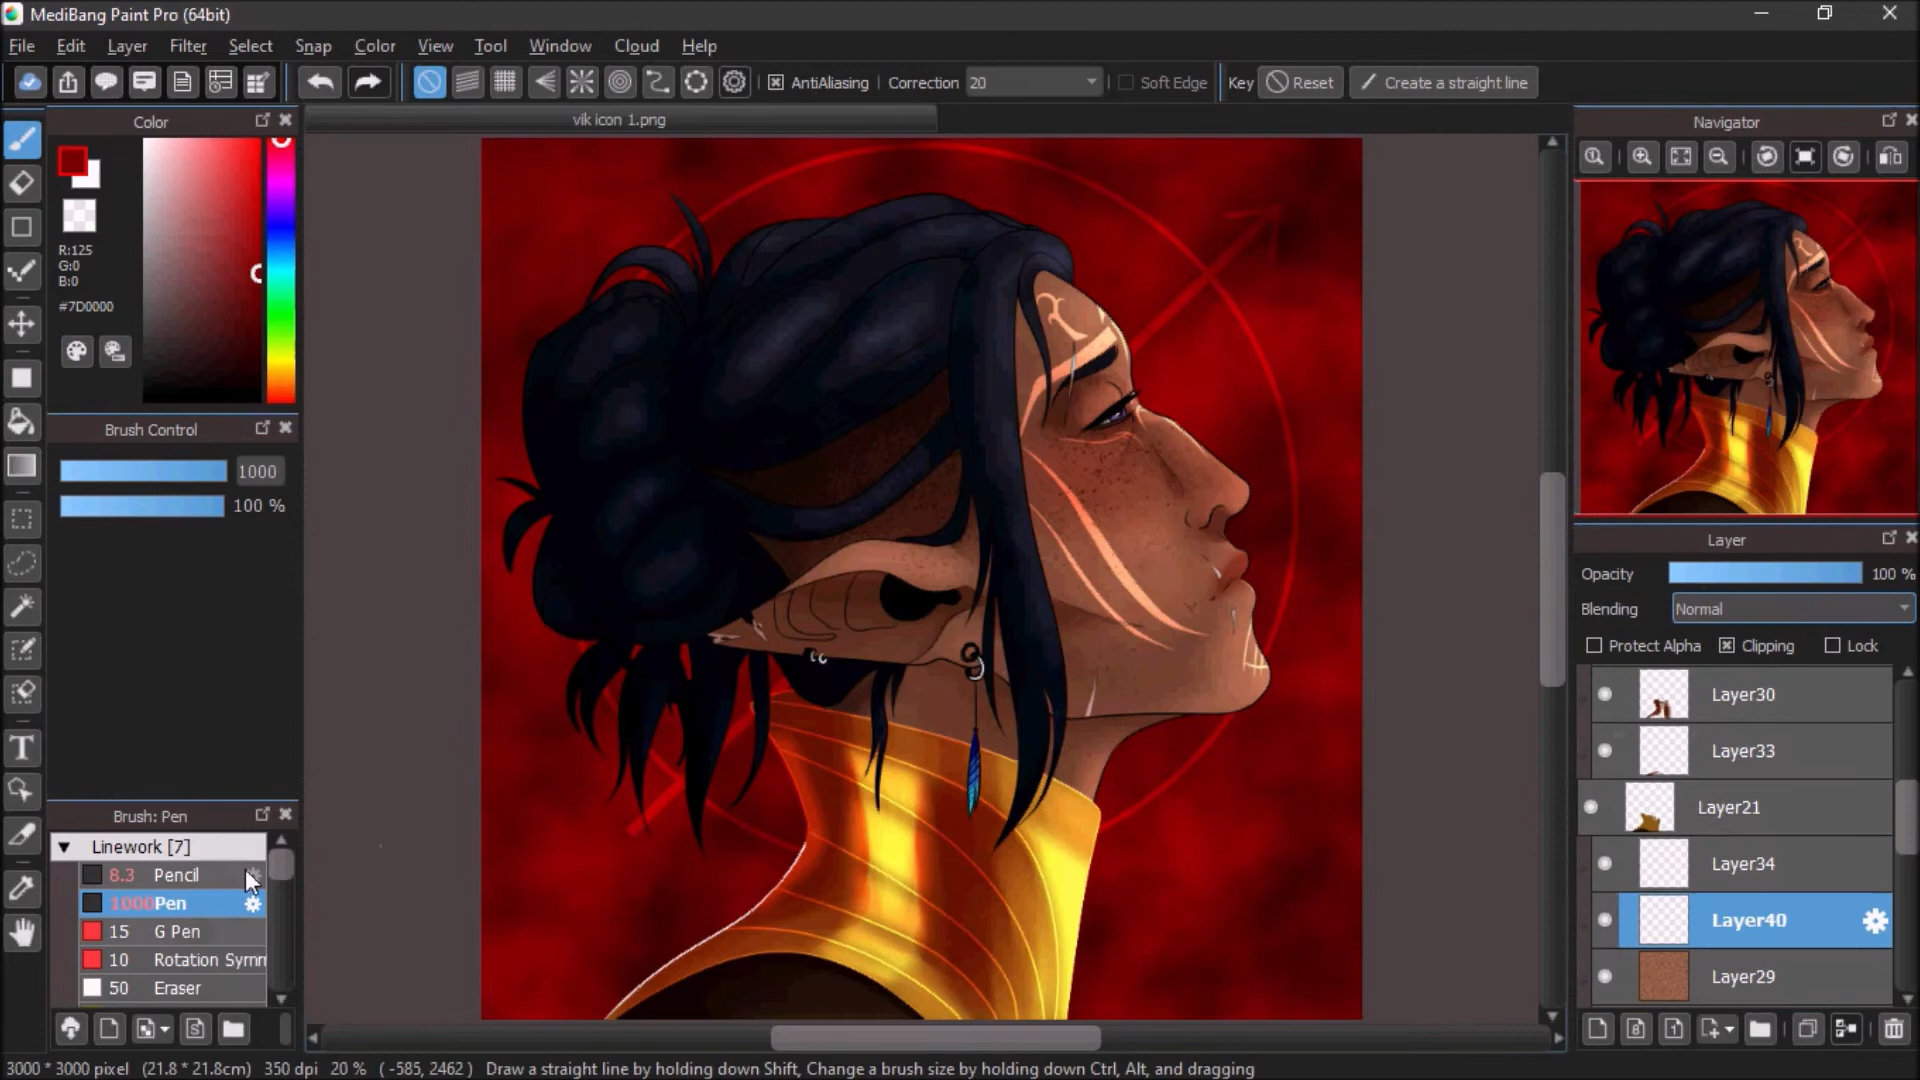 MediBang Paint Pro (64bit)
File Edit Layer Filter Select Snap Color View Tool Window Cloud Help
AntiAliasing Correction 20 Soft Edge Key Reset Create a straight line
Color
vik icon 1.png
Navigator
R:125
G:0
B:0
#7D0000
Brush Control
1000
100 %
Layer
Opacity 100 %
Blending Normal
Protect Alpha Clipping Lock
Layer30
Layer33
Layer21
Layer34
Layer40
Layer29
Brush: Pen
Linework [7]
8.3 Pencil
1000 Pen
15 G Pen
10 Rotation Symm
50 Eraser
T
3000 * 3000 pixel (21.8 * 21.8cm) 350 dpi 20 % ( -585, 2462 ) Draw a straight line by holding down Shift, Change a brush size by holding down Ctrl, Alt, and dragging